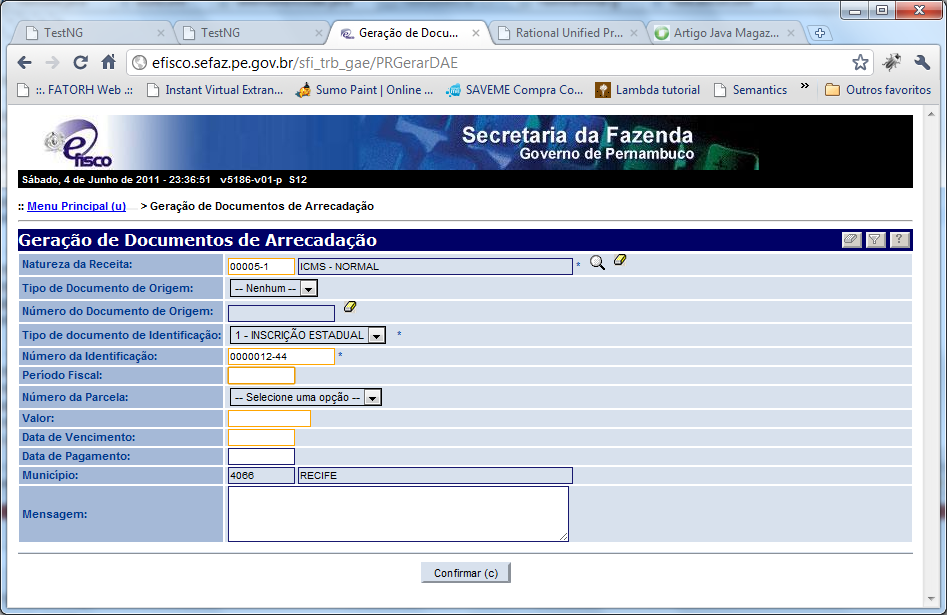 TestNG
TestNG
Geração de Docu...
Rational Unified Pr...
Artigo Java Magaz...
efisco.sefaz.pe.gov.br/sfi_trb_gae/PRGerarDAE
::. FATORH Web .::
Instant Virtual Extran...
Sumo Paint | Online ...
SAVEME Compra Co...
Lambda tutorial
Semantics
»
Outros favoritos
efisco
Secretaria da Fazenda
Governo de Pernambuco
Sábado, 4 de Junho de 2011 - 23:36:51 v5186-v01-p S12
:: Menu Principal (u) > Geração de Documentos de Arrecadação
Geração de Documentos de Arrecadação ?
Natureza da Receita: 00005-1 ICMS - NORMAL *
Tipo de Documento de Origem: -- Nenhum --
Número do Documento de Origem:
Tipo de documento de Identificação: 1 - INSCRIÇÃO ESTADUAL *
Número da Identificação: 0000012-44 *
Período Fiscal:
Número da Parcela: -- Selecione uma opção --
Valor:
Data de Vencimento:
Data de Pagamento:
Município: 4066 RECIFE
Mensagem:
Confirmar (c)